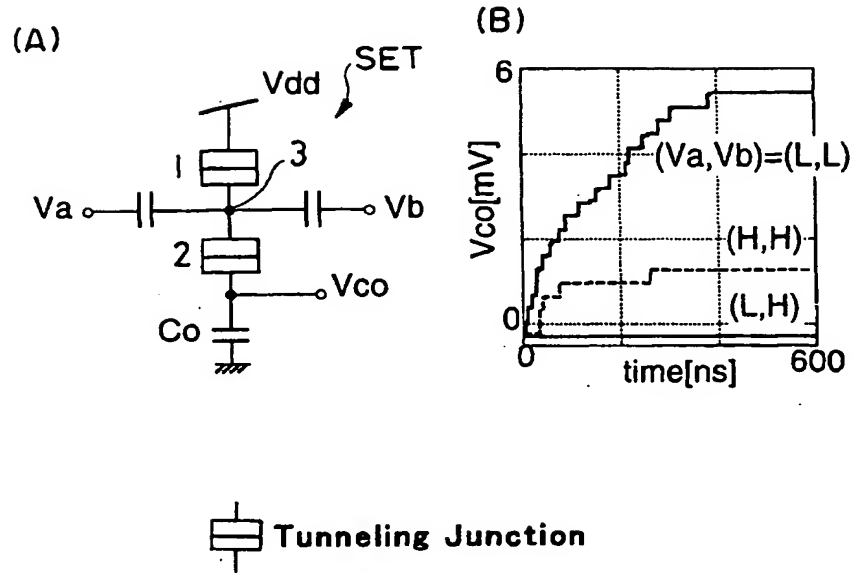 (A)
SET
Vdd
1
3
Va
Vb
2
Vco
Co
(B)
6
Vco[mV]
(Va,Vb)=(L,L)
(H,H)
(L,H)
0
0
600
time[ns]
Tunneling Junction